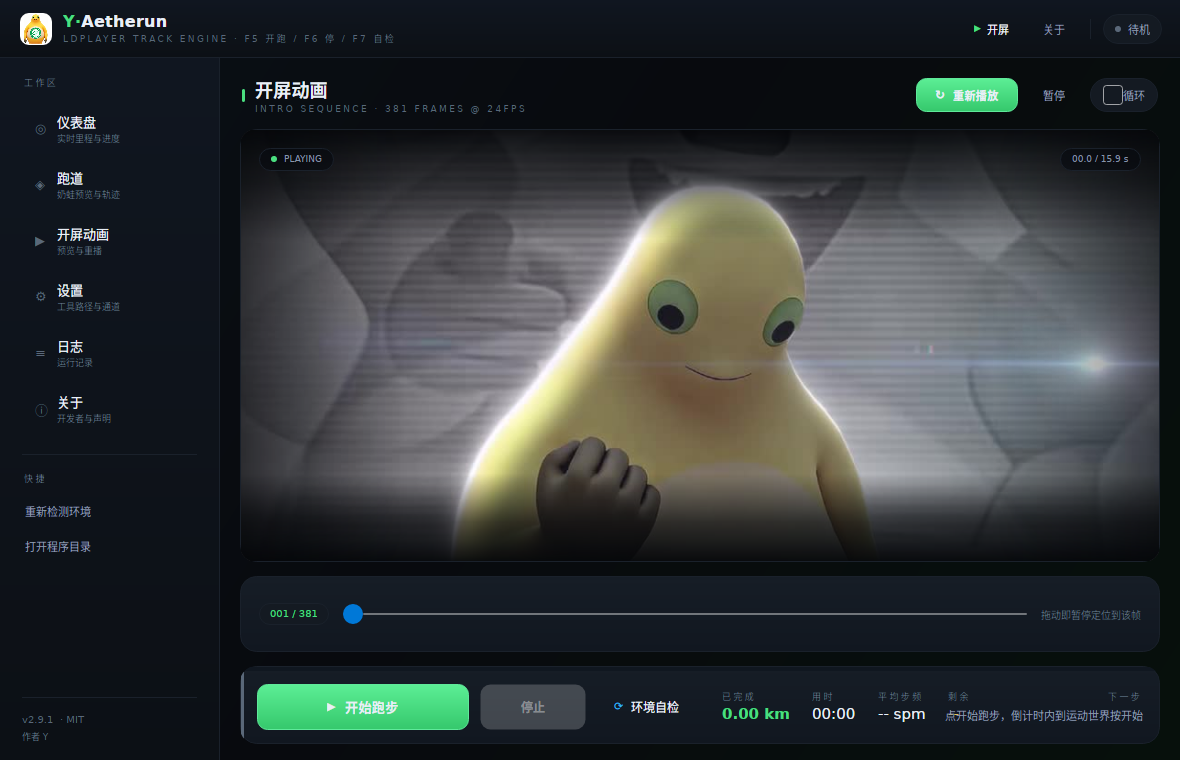 Y·Aetherun
LDPLAYER TRACK ENGINE · F5 开跑 / F6 停 / F7 自检
▶ 开屏
关于
待机
工作区
仪表盘
实时里程与进度
跑道
奶蛙预览与轨迹
开屏动画
预览与重播
设置
工具路径与通道
日志
运行记录
关于
开发者与声明
快捷
重新检测环境
打开程序目录
v2.9.1 · MIT
作者 Y
开屏动画
INTRO SEQUENCE · 381 FRAMES @ 24FPS
↻ 重新播放
暂停
循环
PLAYING
00.0 / 15.9 s
001 / 381
拖动即暂停定位到该帧
▶ 开始跑步
停止
⟳ 环境自检
已完成
0.00 km
用时
00:00
平均步频
-- spm
剩余
下一步
点开始跑步，倒计时内到运动世界按开始